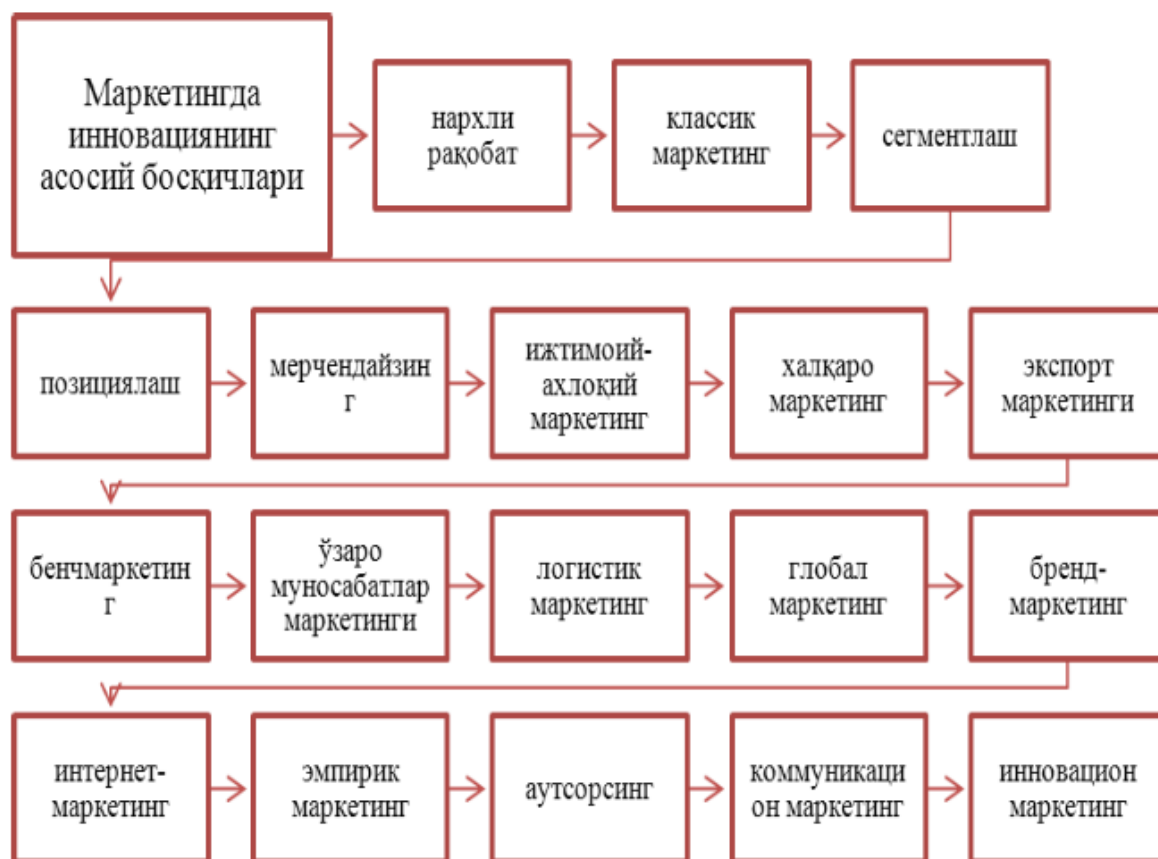 Маркетингда
инновациянинг
асосий босқичлари
нархли
рақобат
классик
маркетинг
сегментлаш
позициялаш
мерчендайзин
г
ижтимоий-
ахлоқий
маркетинг
халқаро
маркетинг
экспорт
маркетинги
бенчмаркетин
г
ўзаро
муносабатлар
маркетинги
логистик
маркетинг
глобал
маркетинг
бренд-
маркетинг
интернет-
маркетинг
эмпирик
маркетинг
аутсорсинг
коммуникаци
он маркетинг
инновацион
маркетинг